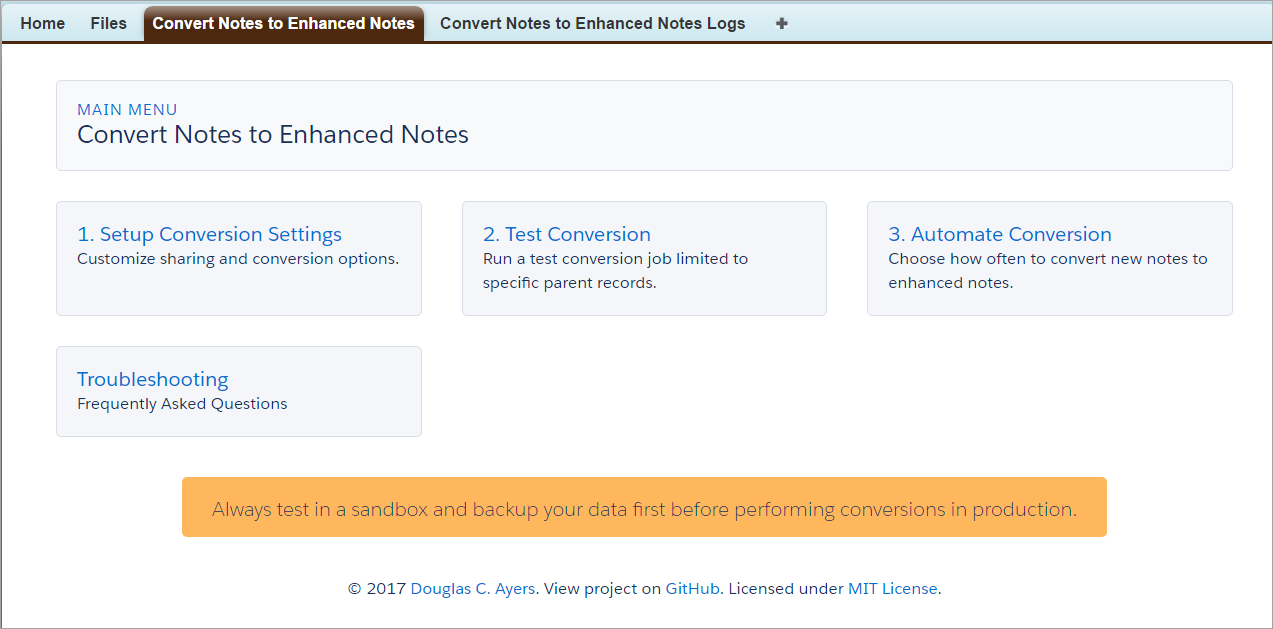 Home Files Convert Notes to Enhanced Notes Convert Notes to Enhanced Notes Logs +
MAIN MENU
Convert Notes to Enhanced Notes
1. Setup Conversion Settings
Customize sharing and conversion options.
2. Test Conversion
Run a test conversion job limited to
specific parent records.
3. Automate Conversion
Choose how often to convert new notes to
enhanced notes.
Troubleshooting
Frequently Asked Questions
Always test in a sandbox and backup your data first before performing conversions in production.
© 2017 Douglas C. Ayers. View project on GitHub. Licensed under MIT License.